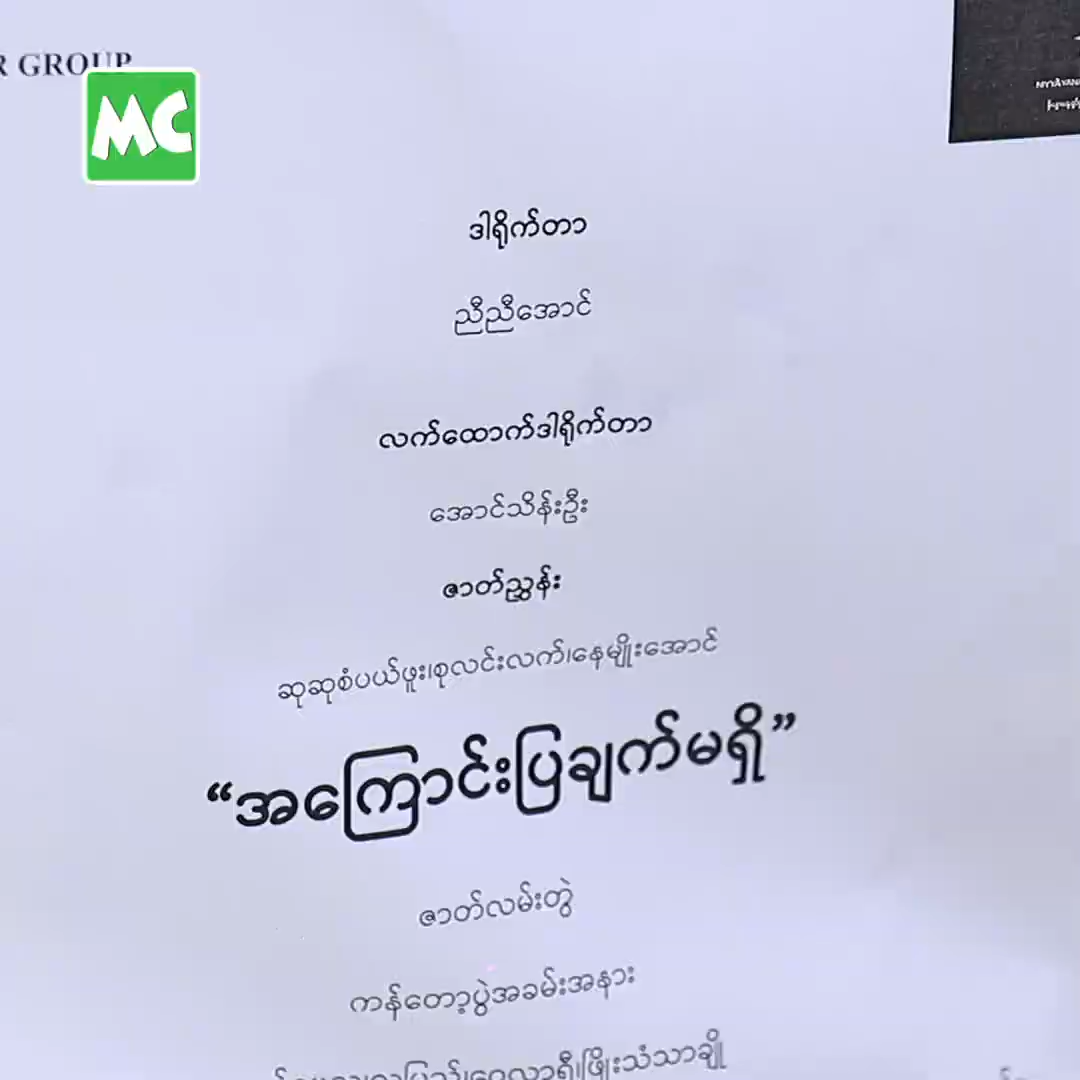 R GROUP
MC
ဒါရိုက်တာ
ညီညီအောင်
လက်ထောက်ဒါရိုက်တာ
အောင်သိန်းဦး
ဇာတ်ညွှန်း
ဆုဆုစံပယ်ဖူး၊စုလင်းလက်၊နေမျိုးအောင်
“အကြောင်းပြချက်မရှိ”
ဇာတ်လမ်းတွဲ
ကန်တော့ပွဲအခမ်းအနား